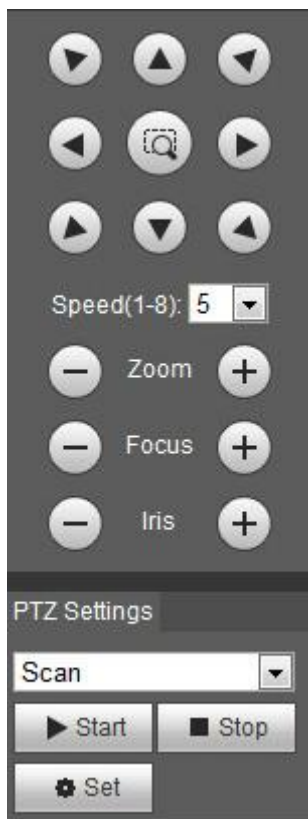 Speed(1-8): 5
Zoom
Focus
Iris
PTZ Settings
Scan
Start Stop
Set